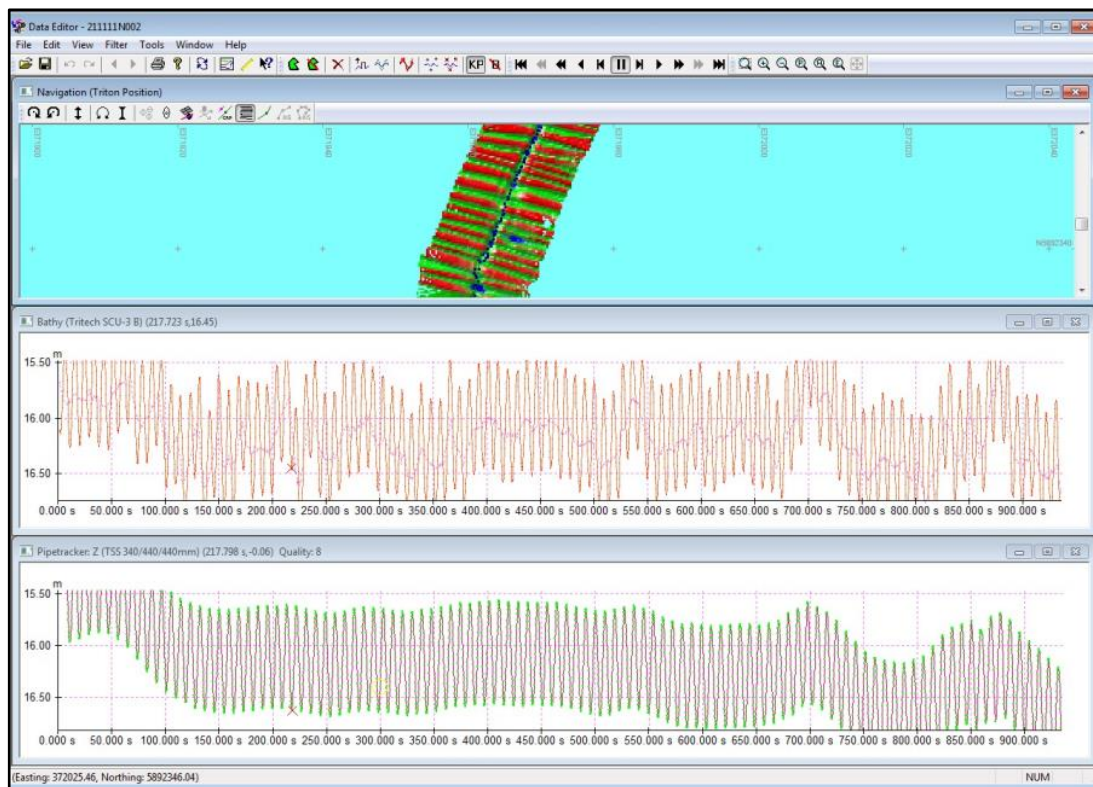 Data Editor - 211111N002
File Edit View Filter Tools Window Help
KP
Navigation (Triton Position)
N5892340
Bathy (Tritech SCU-3 B) (217.723 s,16.45)
m
15.50
16.00
16.50
0.000 s 50.000 s 100.000 s 150.000 s 200.000 s 250.000 s 300.000 s 350.000 s 400.000 s 450.000 s 500.000 s 550.000 s 600.000 s 650.000 s 700.000 s 750.000 s 800.000 s 850.000 s 900.000 s
Pipetracker: Z (TSS 340/440/440mm) (217.798 s,-0.06) Quality: 8
m
15.50
16.00
16.50
0.000 s 50.000 s 100.000 s 150.000 s 200.000 s 250.000 s 300.000 s 350.000 s 400.000 s 450.000 s 500.000 s 550.000 s 600.000 s 650.000 s 700.000 s 750.000 s 800.000 s 850.000 s 900.000 s
(Easting: 372025.46, Northing: 5892346.04) NUM